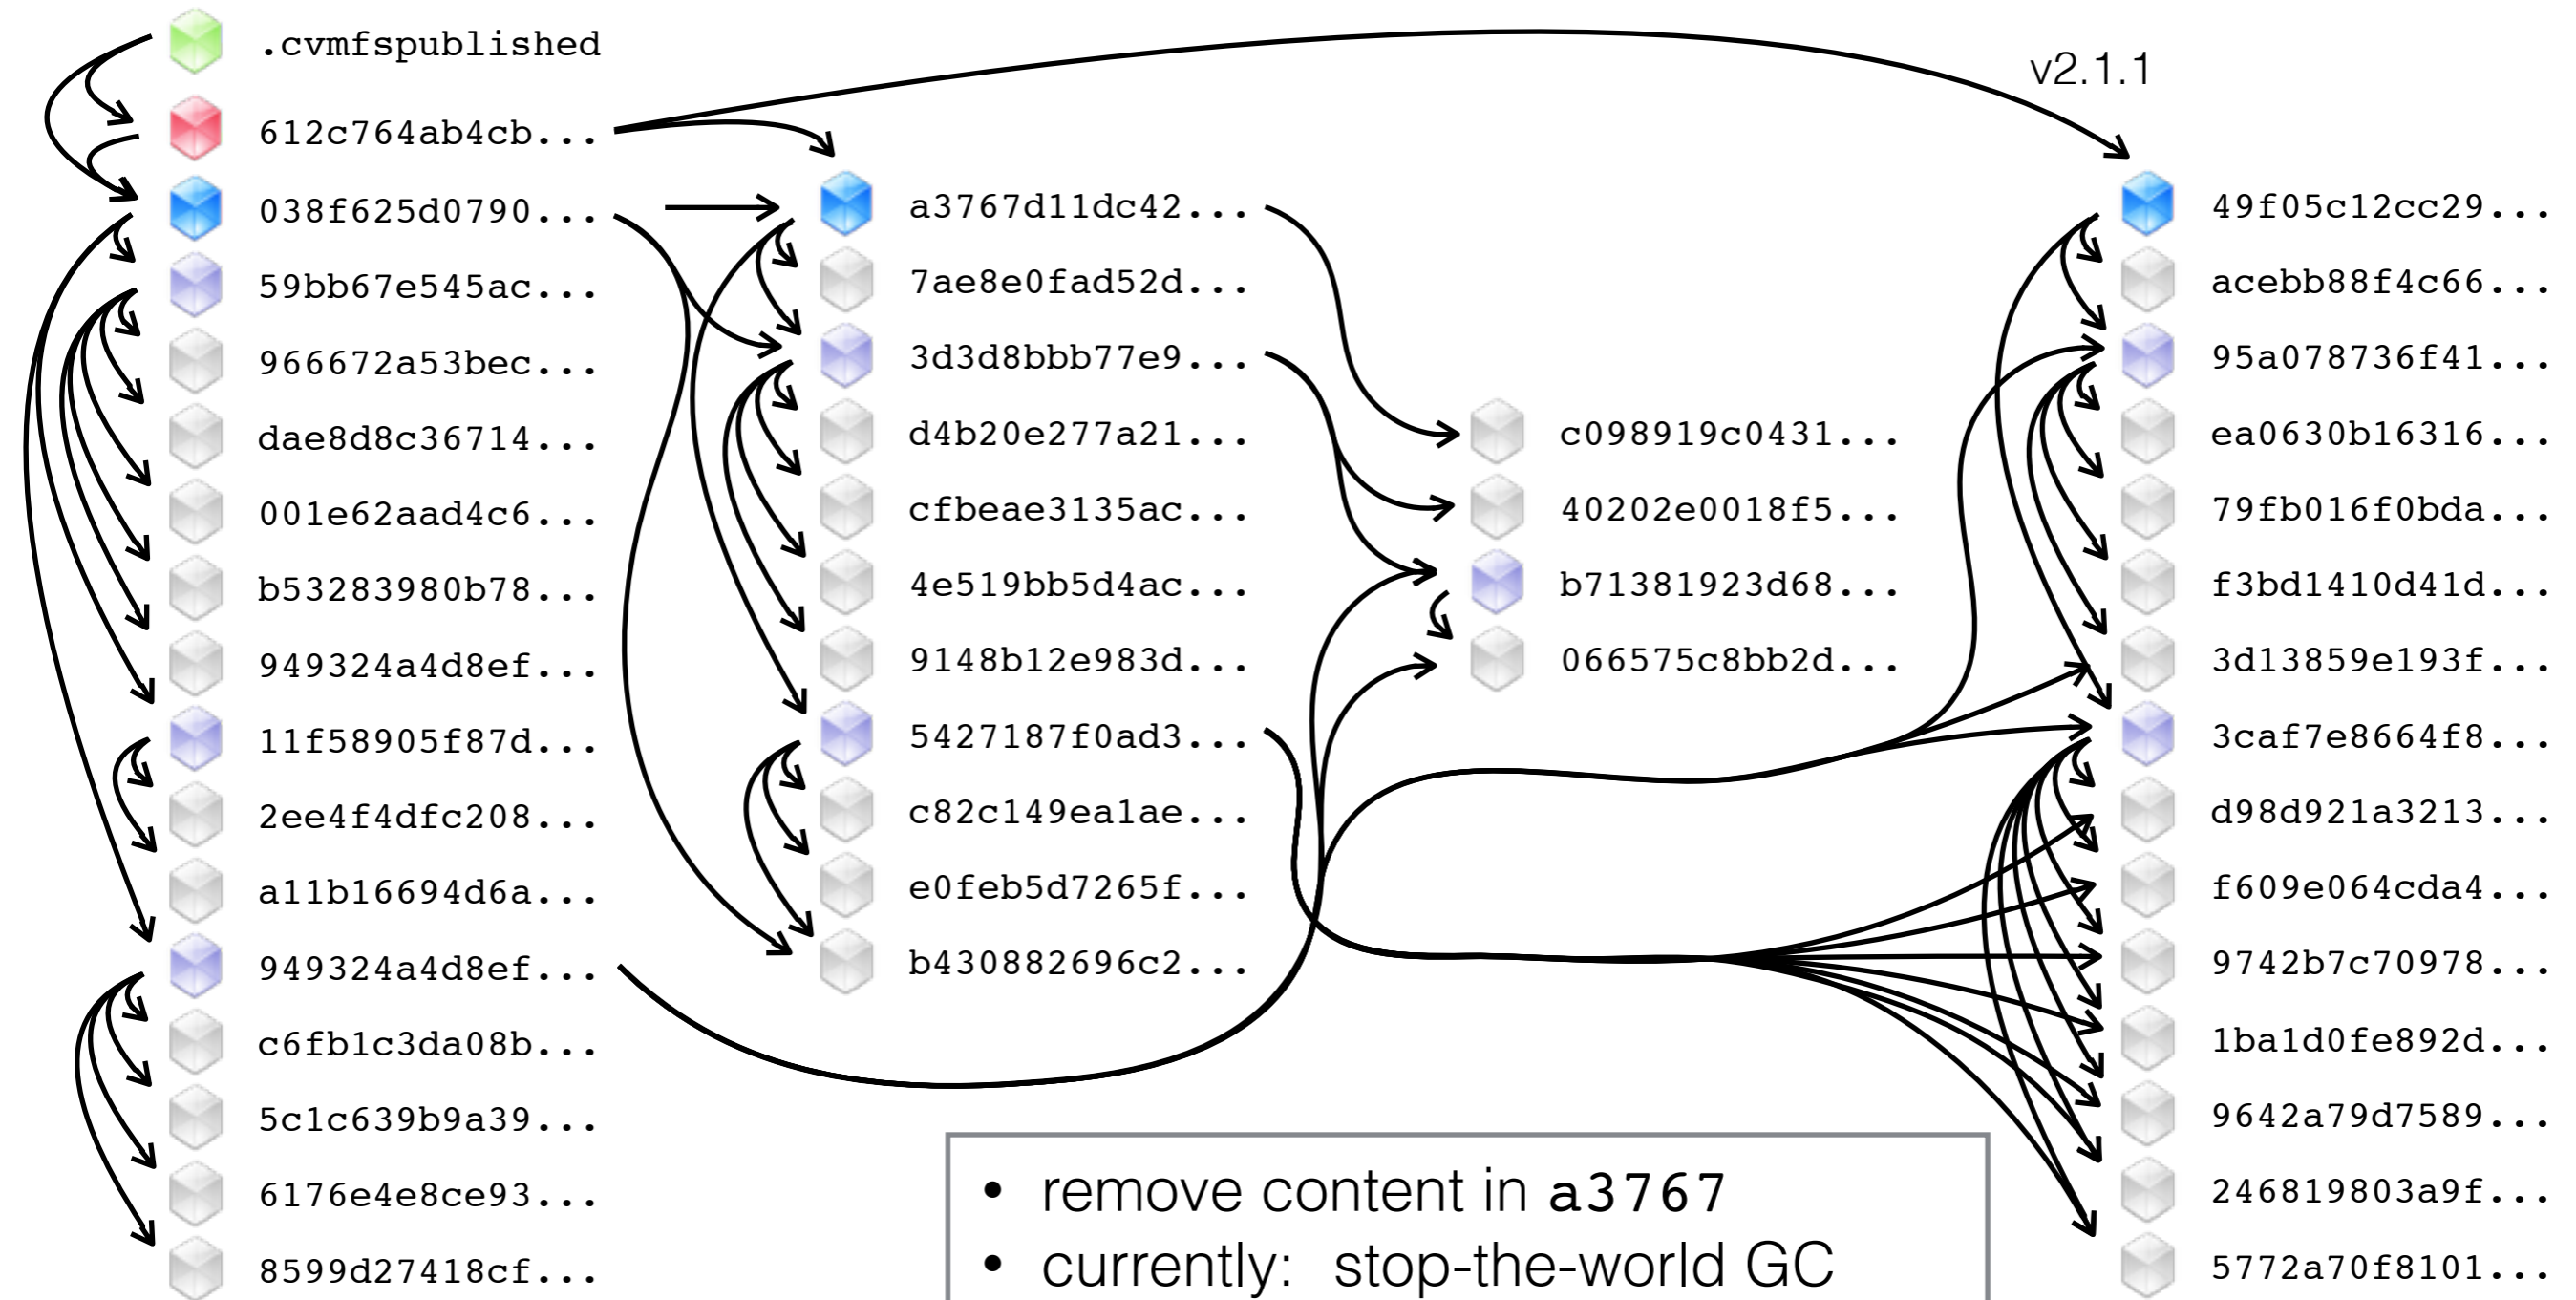 .cvmfspublished
612c764ab4cb...
038f625d0790...
59bb67e545ac...
966672a53bec...
dae8d8c36714...
001e62aad4c6...
b53283980b78...
949324a4d8ef...
11f58905f87d...
2ee4f4dfc208...
a11b16694d6a...
949324a4d8ef...
c6fb1c3da08b...
5c1c639b9a39...
6176e4e8ce93...
8599d27418cf...
a3767d11dc42...
7ae8e0fad52d...
3d3d8bbb77e9...
d4b20e277a21...
cfbeae3135ac...
4e519bb5d4ac...
9148b12e983d...
5427187f0ad3...
c82c149ea1ae...
e0feb5d7265f...
b430882696c2...
c098919c0431...
40202e0018f5...
b71381923d68...
066575c8bb2d...
v2.1.1
49f05c12cc29...
acebb88f4c66...
95a078736f41...
ea0630b16316...
79fb016f0bda...
f3bd1410d41d...
3d13859e193f...
3caf7e8664f8...
d98d921a3213...
f609e064cda4...
9742b7c70978...
1ba1d0fe892d...
9642a79d7589...
246819803a9f...
5772a70f8101...
• remove content in a3767
• currently: stop-the-world GC